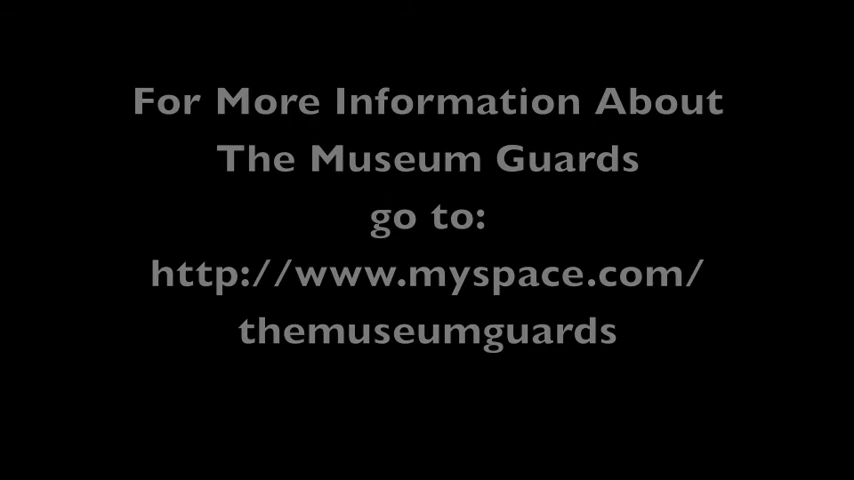 For More Information About
The Museum Guards
go to:
http://www.myspace.com/
themuseumguards